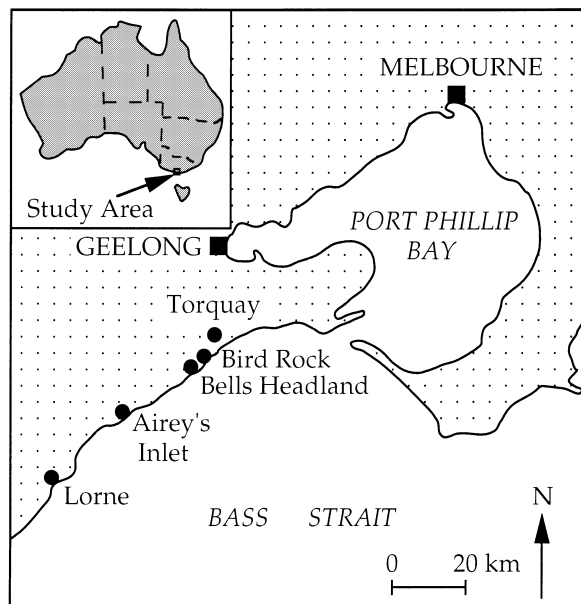 Study Area
MELBOURNE
PORT PHILLIP
BAY
GEELONG
Torquay
Bird Rock
Bells Headland
Airey's
Inlet
Lorne
BASS STRAIT
N
0 20 km